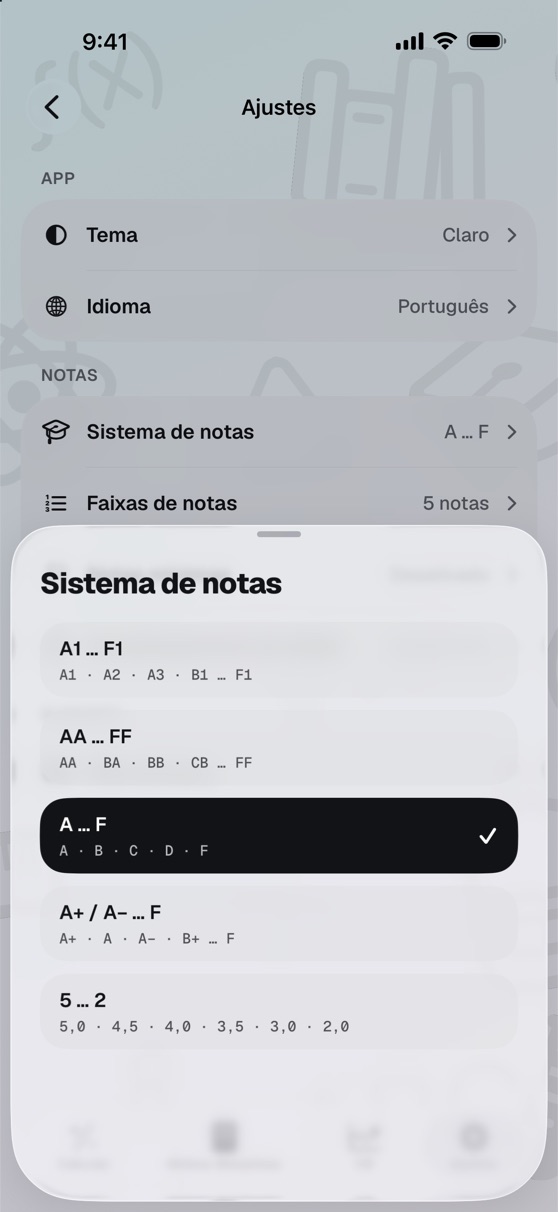 9:41
Ajustes
APP
Tema
Claro
Idioma
Português
NOTAS
Sistema de notas
A ... F
Faixas de notas
5 notas
Sistema de notas
A1 ... F1
A1 · A2 · A3 · B1 … F1
AA ... FF
AA · BA · BB · CB … FF
A ... F
A · B · C · D · F
A+ / A− ... F
A+ · A · A− · B+ … F
5 ... 2
5,0 · 4,5 · 4,0 · 3,5 · 3,0 · 2,0